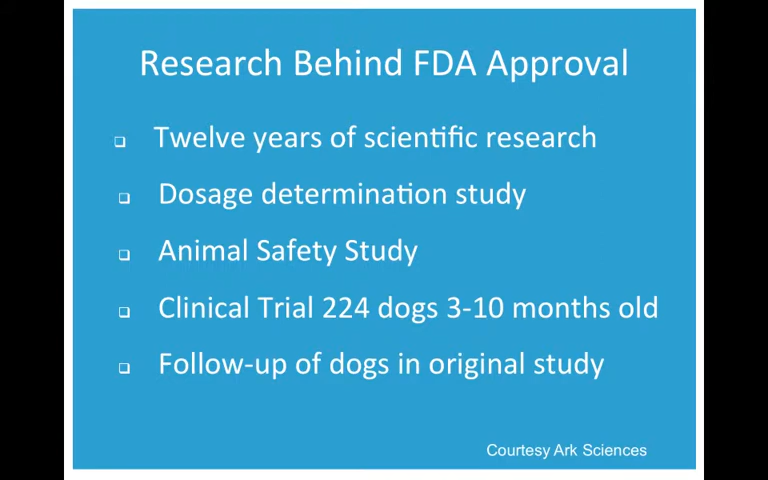 Research Behind FDA Approval
Twelve years of scientific research
Dosage determination study
Animal Safety Study
Clinical Trial 224 dogs 3-10 months old
Follow-up of dogs in original study
Courtesy Ark Sciences